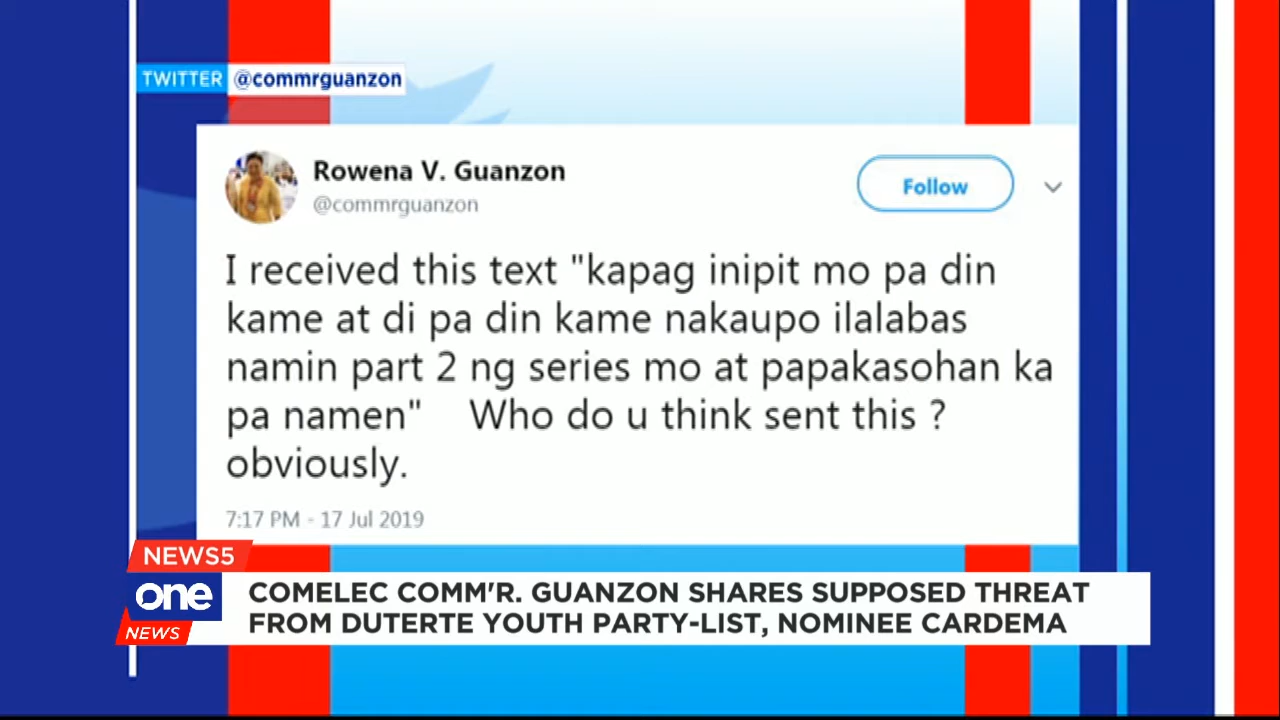 TWITTER @commrguanzon
Rowena V. Guanzon
@commrguanzon
Follow
I received this text "kapag inipit mo pa din
kame at di pa din kame nakaupo ilalabas
namin part 2 ng series mo at papakasohan ka
pa namen" Who do u think sent this ?
obviously.
7:17 PM - 17 Jul 2019
NEWS5
one
NEWS
COMELEC COMM'R. GUANZON SHARES SUPPOSED THREAT
FROM DUTERTE YOUTH PARTY-LIST, NOMINEE CARDEMA